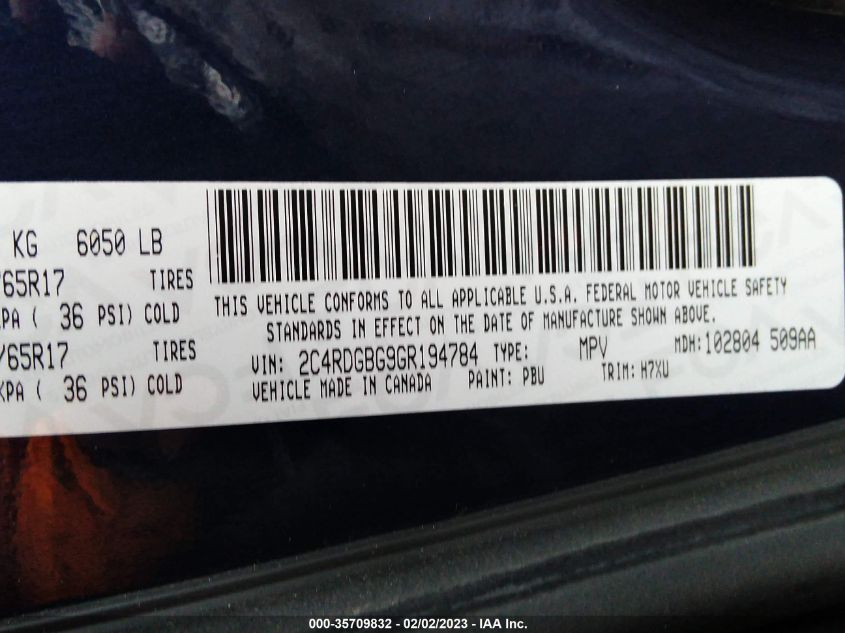 KG 6050 LB
/65R17 TIRES
KPA ( 36 PSI) COLD
/65R17 TIRES
KPA ( 36 PSI) COLD
THIS VEHICLE CONFORMS TO ALL APPLICABLE U.S.A. FEDERAL MOTOR VEHICLE SAFETY
STANDARDS IN EFFECT ON THE DATE OF MANUFACTURE SHOWN ABOVE.
VIN: 2C4RDGBG9GR194784 TYPE: MPV MDH:102804 509AA
VEHICLE MADE IN CANADA PAINT: PBU TRIM: H7XU
000-35709832 - 02/02/2023 - IAA Inc.